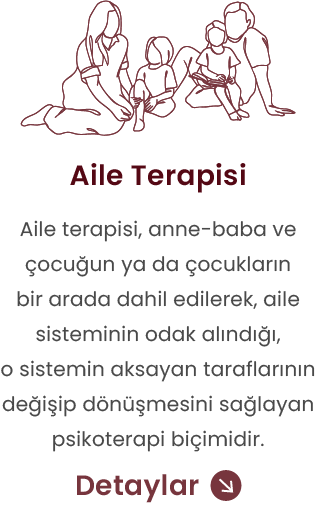 Aile Terapisi
Aile terapisi, anne-baba ve
çocuğun ya da çocukların
bir arada dahil edilerek, aile
sisteminin odak alındığı,
o sistemin aksayan taraflarının
değişip dönüşmesini sağlayan
psikoterapi biçimidir.
Detaylar